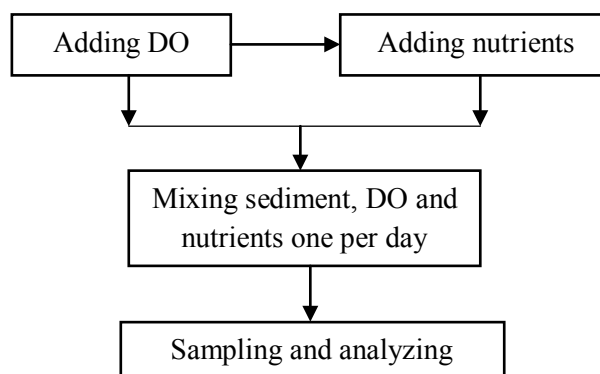 Adding DO
Adding nutrients
Mixing sediment, DO and
nutrients one per day
Sampling and analyzing